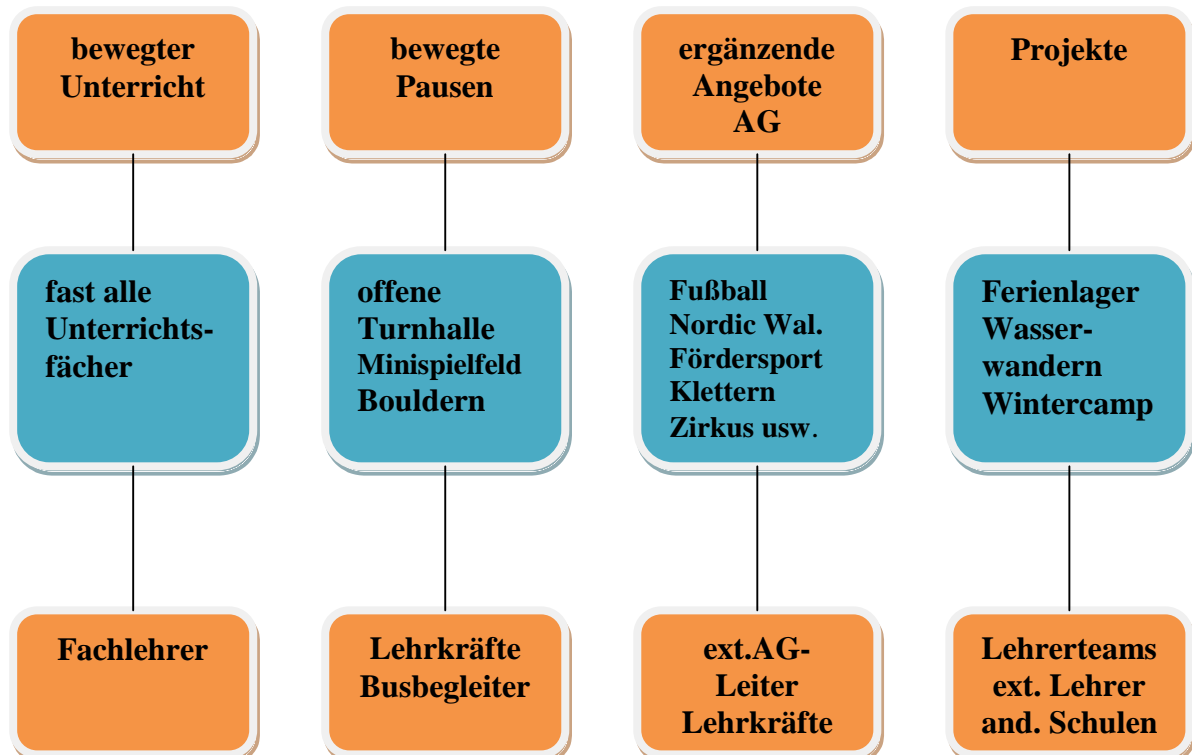 bewegter
Unterricht
bewegte
Pausen
ergänzende
Angebote
AG
Projekte
fast alle
Unterrichts-
fächer
offene
Turnhalle
Minispielfeld
Bouldern
Fußball
Nordic Wal.
Fördersport
Klettern
Zirkus usw.
Ferienlager
Wasser-
wandern
Wintercamp
Fachlehrer
Lehrkräfte
Busbegleiter
ext.AG-
Leiter
Lehrkräfte
Lehrerteams
ext. Lehrer
and. Schulen